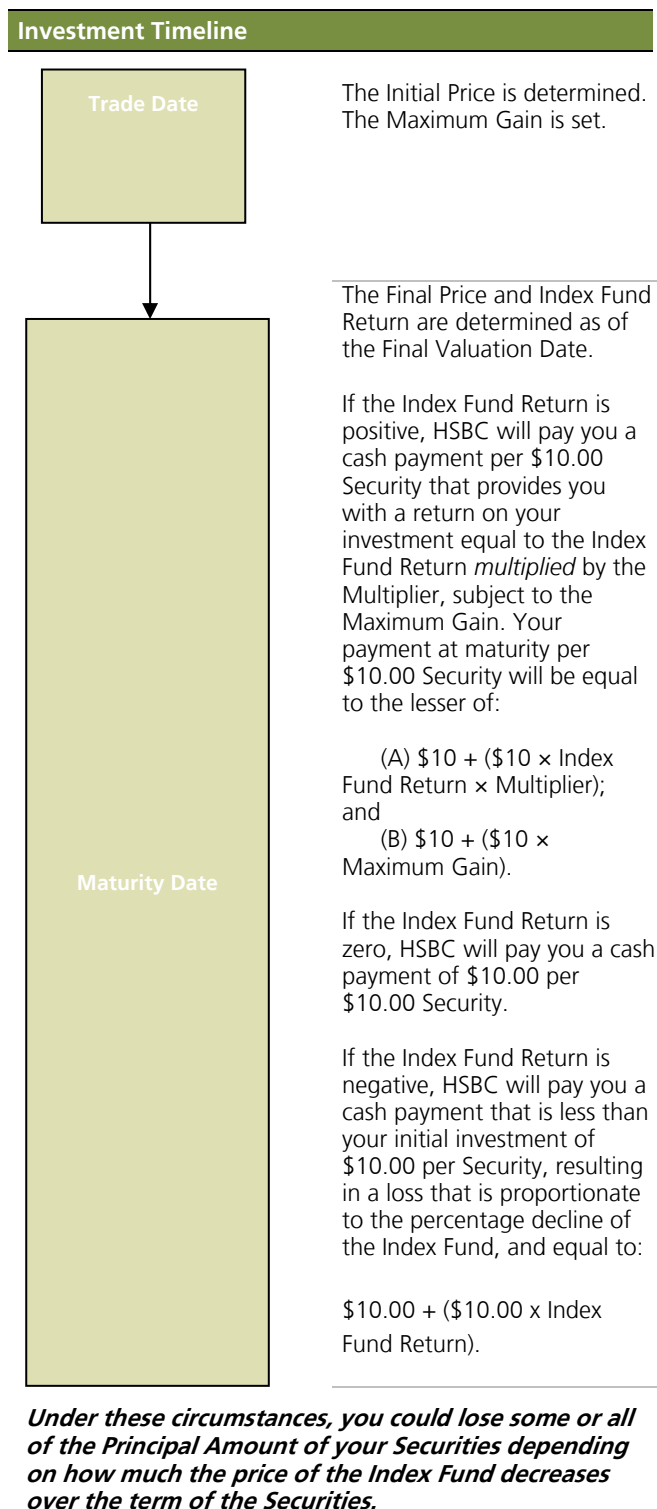 Investment Timeline
Trade Date
The Initial Price is determined.
The Maximum Gain is set.
The Final Price and Index Fund
Return are determined as of
the Final Valuation Date.
If the Index Fund Return is
positive, HSBC will pay you a
cash payment per $10.00
Security that provides you
with a return on your
investment equal to the Index
Fund Return multiplied by the
Multiplier, subject to the
Maximum Gain. Your
payment at maturity per
$10.00 Security will be equal
to the lesser of:
(A) $10 + ($10 × Index
Fund Return × Multiplier);
and
(B) $10 + ($10 ×
Maximum Gain).
Maturity Date
If the Index Fund Return is
zero, HSBC will pay you a cash
payment of $10.00 per
$10.00 Security.
If the Index Fund Return is
negative, HSBC will pay you a
cash payment that is less than
your initial investment of
$10.00 per Security, resulting
in a loss that is proportionate
to the percentage decline of
the Index Fund, and equal to:
$10.00 + ($10.00 x Index
Fund Return).
Under these circumstances, you could lose some or all
of the Principal Amount of your Securities depending
on how much the price of the Index Fund decreases
over the term of the Securities.